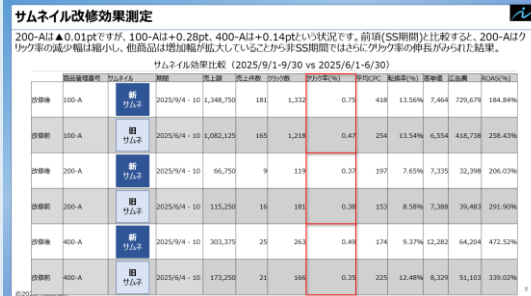 サムネイル改修効果測定
200-Aは▲0.01ptですが、100-Aは+0.28pt、400-Aは+0.14ptという状況です。前項(SS期間)と比較すると、200-Aはク
リック率の減少幅は縮小し、他商品は増加幅が拡大していることから非SS期間ではさらにクリック率の伸長がみられた結果。
サムネイル効果比較（2025/9/1-9/30 vs 2025/6/1-6/30）
商品管理番号 サムネイル 期間 売上額 売上件数 クリック数 クリック率(%) 平均CPC 転換率(%) 客単価 広告費 ROAS(%)
改修後 100-A 新サムネ 2025/9/4 - 10 1,348,750 181 1,332 0.75 418 13.56% 7,464 729,679 184.84%
改修前 100-A 旧サムネ 2025/6/4 - 10 1,082,125 165 1,218 0.47 254 13.54% 6,554 418,738 258.43%
改修後 200-A 新サムネ 2025/9/4 - 10 66,750 9 119 0.37 197 7.65% 7,335 32,398 206.03%
改修前 200-A 旧サムネ 2025/6/4 - 10 115,250 16 181 0.38 153 8.58% 7,388 39,483 291.90%
改修後 400-A 新サムネ 2025/9/4 - 10 303,375 25 263 0.49 174 9.37% 12,282 64,204 472.52%
改修前 400-A 旧サムネ 2025/6/4 - 10 173,250 21 166 0.35 225 12.48% 8,329 51,103 339.02%